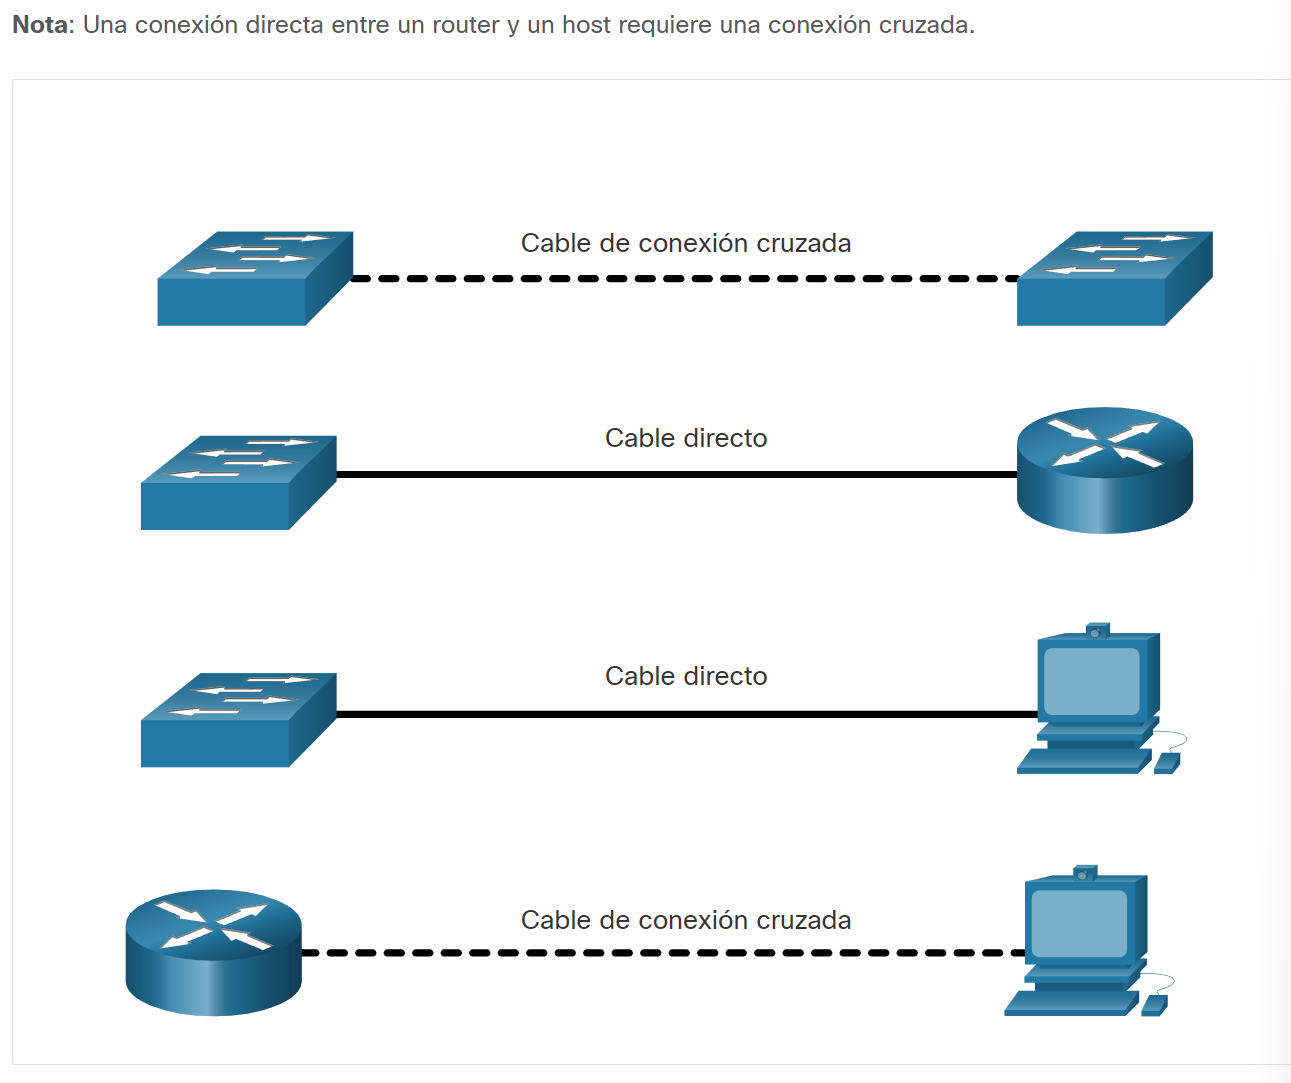 Nota: Una conexión directa entre un router y un host requiere una conexión cruzada.
Cable de conexión cruzada
Cable directo
Cable directo
Cable de conexión cruzada